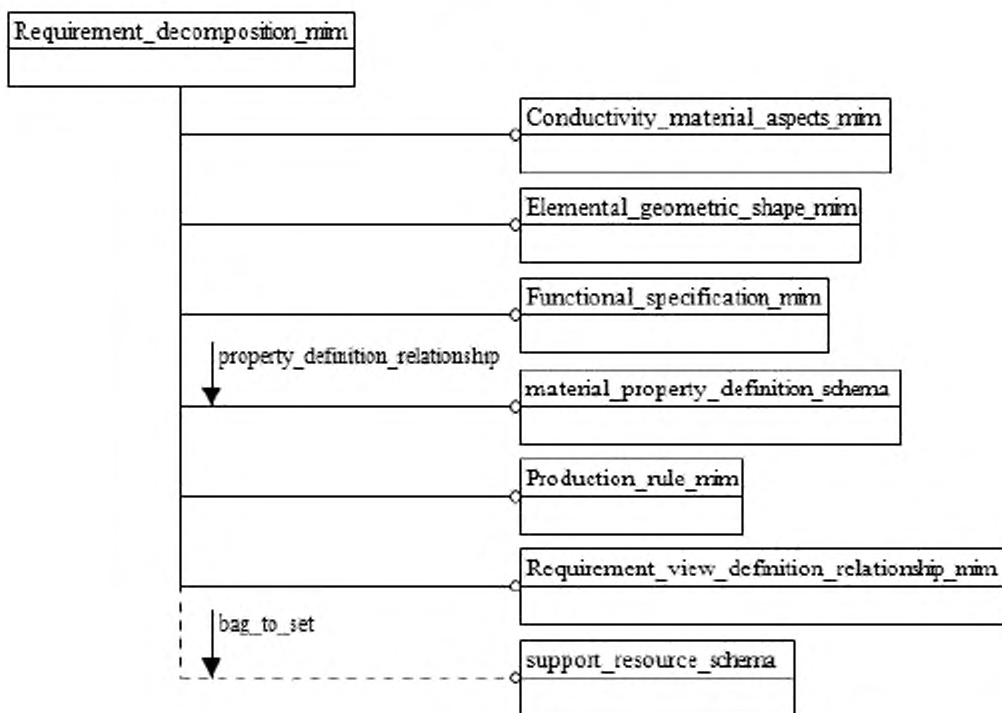 Requirement_decomposition_mim
Conductivity_material_aspects_mim
Elemental_geometric_shape_mim
Functional_specification_mim
property_definition_relationship
material_property_definition_schema
Production_rule_mim
Requirement_view_definition_relationship_mim
bag_to_set
support_resource_schema